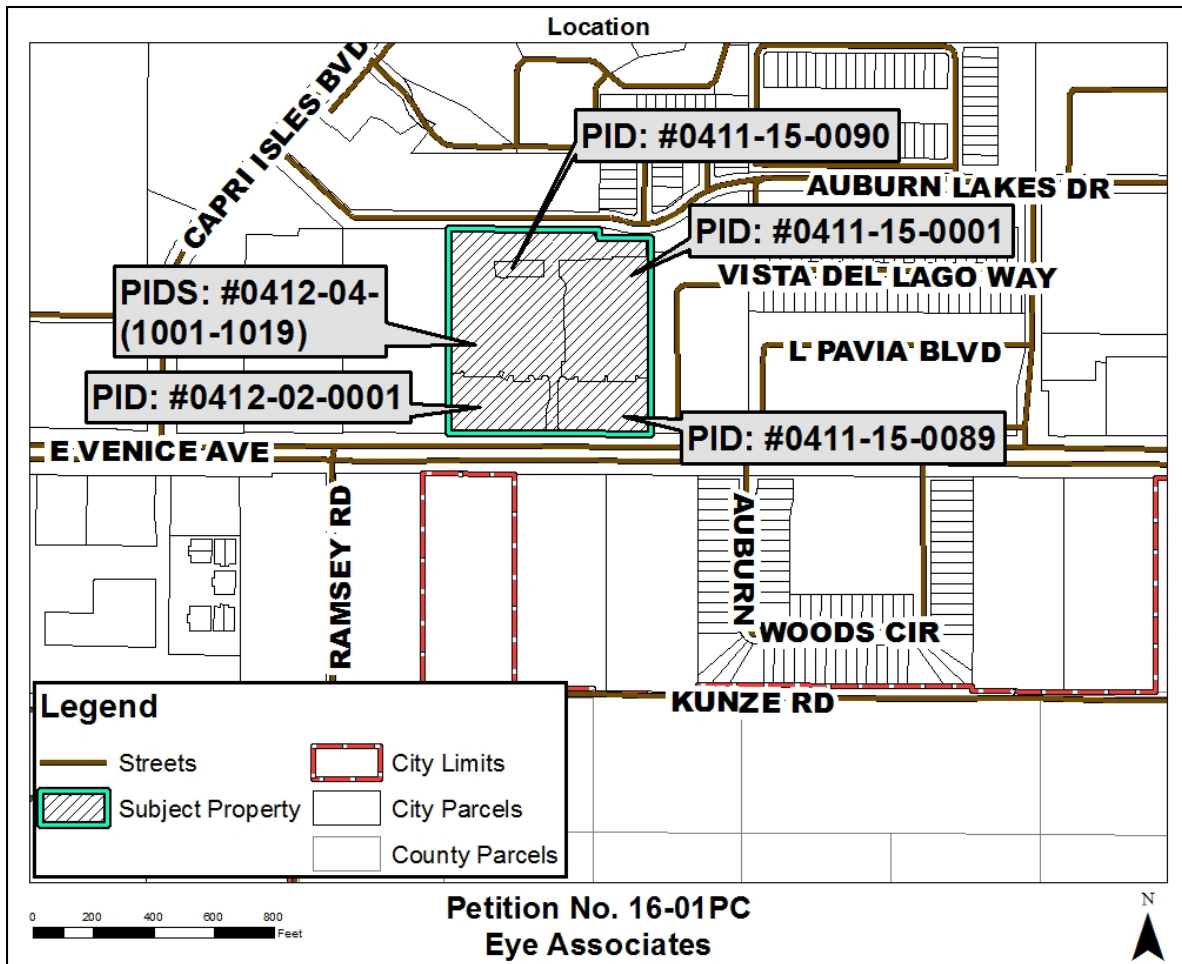 Location
CAPRI ISLES BVD
PID: #0411-15-0090
AUBURN LAKES DR
PID: #0411-15-0001
VISTA DEL LAGO WAY
PIDS: #0412-04-
(1001-1019)
L PAVIA BLVD
PID: #0412-02-0001
PID: #0411-15-0089
E VENICE AVE
RAMSEY RD
AUBURN
WOODS CIR
KUNZE RD
Legend
Streets
Subject Property
City Limits
City Parcels
County Parcels
0 200 400 600 800
Feet
Petition No. 16-01PC
Eye Associates
N